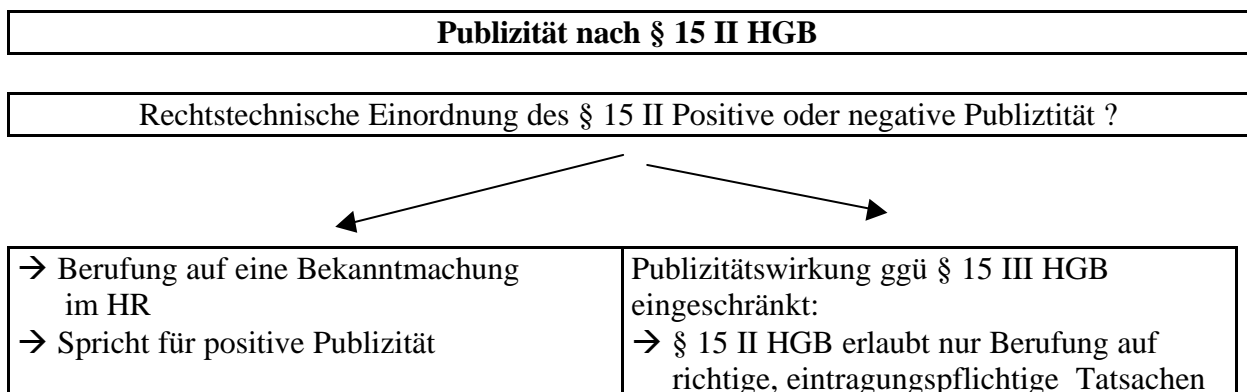 Publizität nach § 15 II HGB
Rechtstechnische Einordnung des § 15 II Positive oder negative Publiztität ?
→ Berufung auf eine Bekanntmachung
im HR
→ Spricht für positive Publizität
Publizitätswirkung ggü § 15 III HGB
eingeschränkt:
→ § 15 II HGB erlaubt nur Berufung auf
richtige, eintragungspflichtige Tatsachen